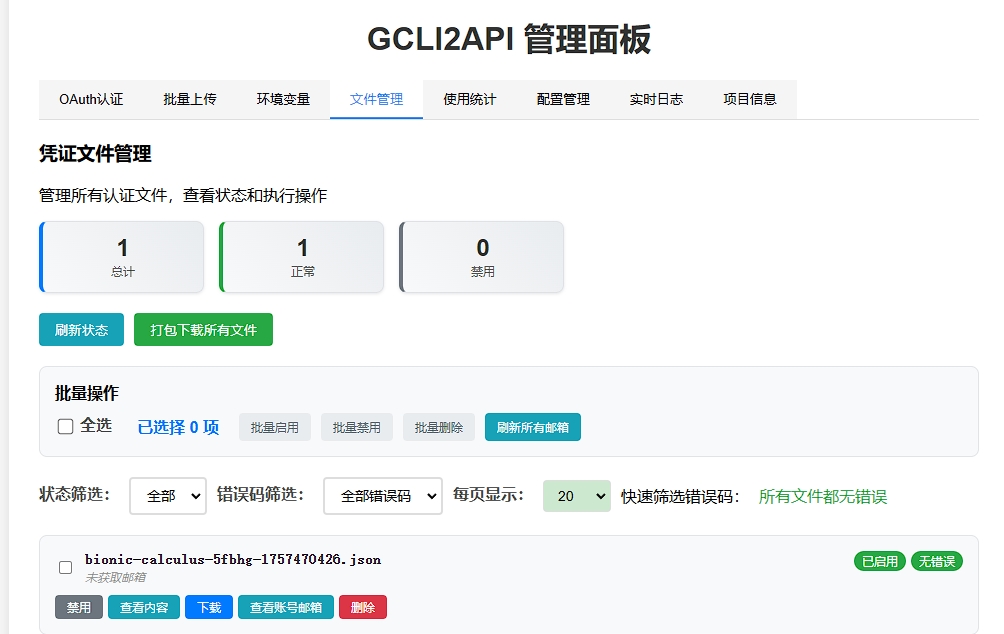 GCLI2API 管理面板
OAuth认证 批量上传 环境变量 文件管理 使用统计 配置管理 实时日志 项目信息
凭证文件管理
管理所有认证文件，查看状态和执行操作
1 1 0
总计 正常 禁用
刷新状态 打包下载所有文件
批量操作
全选 已选择 0 项 批量启用 批量禁用 批量删除 刷新所有邮箱
状态筛选： 全部 错误码筛选： 全部错误码 每页显示： 20 快速筛选错误码： 所有文件都无错误
bionic-calculus-5fbhg-1757470426.json 已启用 无错误
未获取邮箱
禁用 查看内容 下载 查看账号邮箱 删除